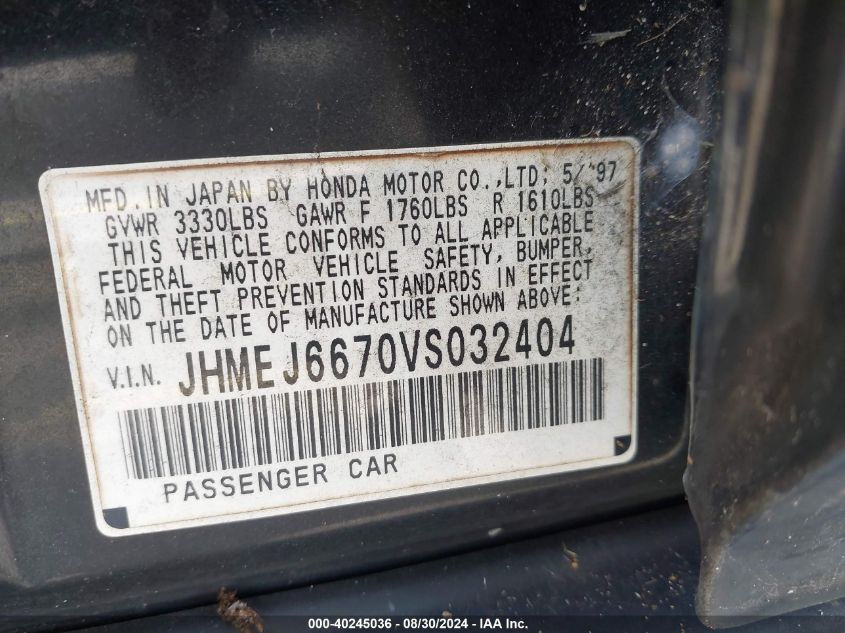 MFD. IN JAPAN BY HONDA MOTOR CO.,LTD; 5/'97
GVWR 3330LBS GAWR F 1760LBS R 1610LBS
THIS VEHICLE CONFORMS TO ALL APPLICABLE
FEDERAL MOTOR VEHICLE SAFETY, BUMPER,
AND THEFT PREVENTION STANDARDS IN EFFECT
ON THE DATE OF MANUFACTURE SHOWN ABOVE:
V.I.N. JHMEJ6670VS032404
PASSENGER CAR
000-40245036 - 08/30/2024 - IAA Inc.